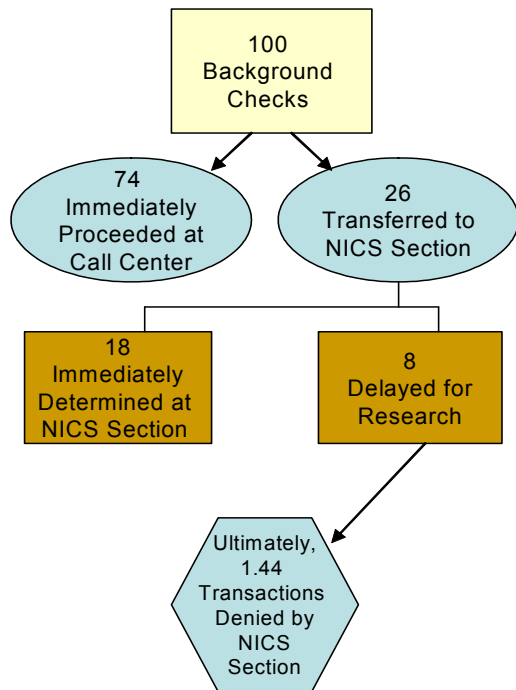 100
Background
Checks
74
Immediately
Proceeded at
Call Center
26
Transferred to
NICS Section
18
Immediately
Determined at
NICS Section
8
Delayed for
Research
Ultimately,
1.44
Transactions
Denied by
NICS
Section